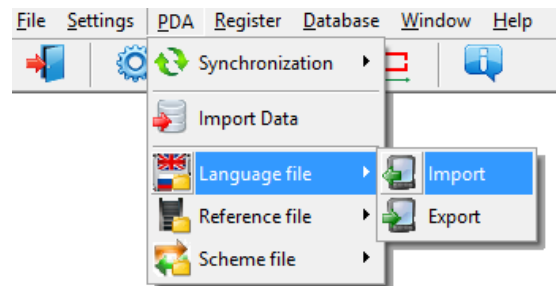 File Settings PDA Register Database Window Help
Synchronization
Import Data
Language file
Import
Reference file
Export
Scheme file